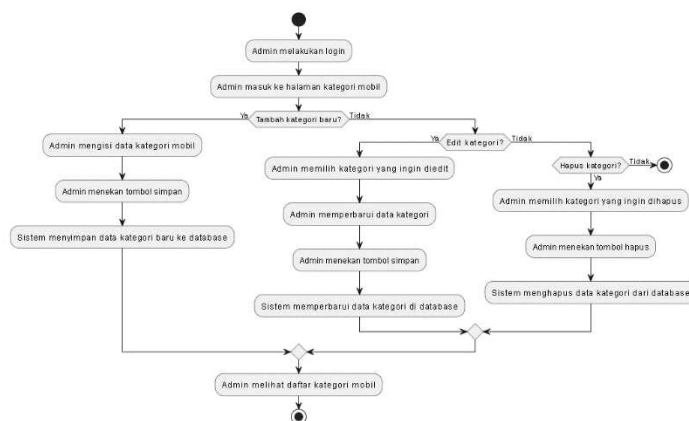 Admin melakukan login
Admin masuk ke halaman kategori mobil
Ya
Tambah kategori baru?
Tidak
Admin mengisi data kategori mobil
Admin menekan tombol simpan
Sistem menyimpan data kategori baru ke database
Ya
Edit kategori?
Tidak
Admin memilih kategori yang ingin diedit
Admin memperbarui data kategori
Admin menekan tombol simpan
Sistem memperbarui data kategori di database
Hapus kategori?
Tidak
Ya
Admin memilih kategori yang ingin dihapus
Admin menekan tombol hapus
Sistem menghapus data kategori dari database
Admin melihat daftar kategori mobil